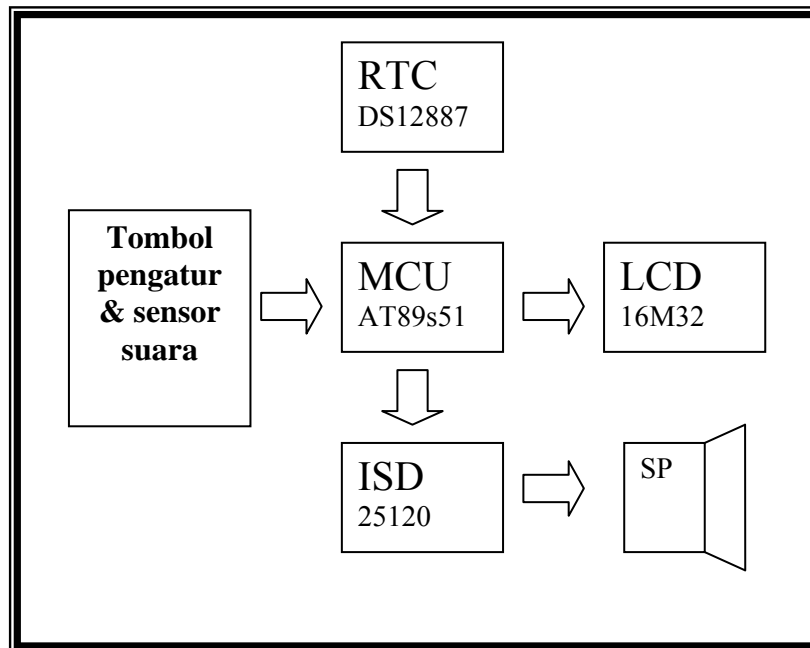 RTC
DS12887
Tombol
pengatur
& sensor
suara
MCU
AT89s51
LCD
16M32
ISD
25120
SP